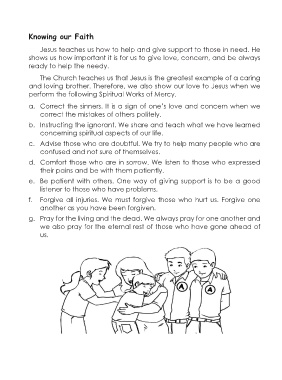 Knowing our Faith
Jesus teaches us how to help and give support to those in need. He
shows us how important it is for us to give love, concern, and be always
ready to help the needy.
The Church teaches us that Jesus is the greatest example of a caring
and loving brother. Therefore, we also show our love to Jesus when we
perform the following Spiritual Works of Mercy.
a. Correct the sinners. It is a sign of one's love and concern when we
correct the mistakes of others politely.
b. Instructing the ignorant. We share and teach what we have learned
concerning spiritual aspects of our life.
c. Advise those who are doubtful. We try to help many people who are
confused and not sure of themselves.
d. Comfort those who are in sorrow. We listen to those who expressed
their pains and be with them patiently.
e. Be patient with others. One way of giving support is to be a good
listener to those who have problems.
f. Forgive all injuries. We must forgive those who hurt us. Forgive one
another as you have been forgiven.
g. Pray for the living and the dead. We always pray for one another and
we also pray for the eternal rest of those who have gone ahead of
us.
A A